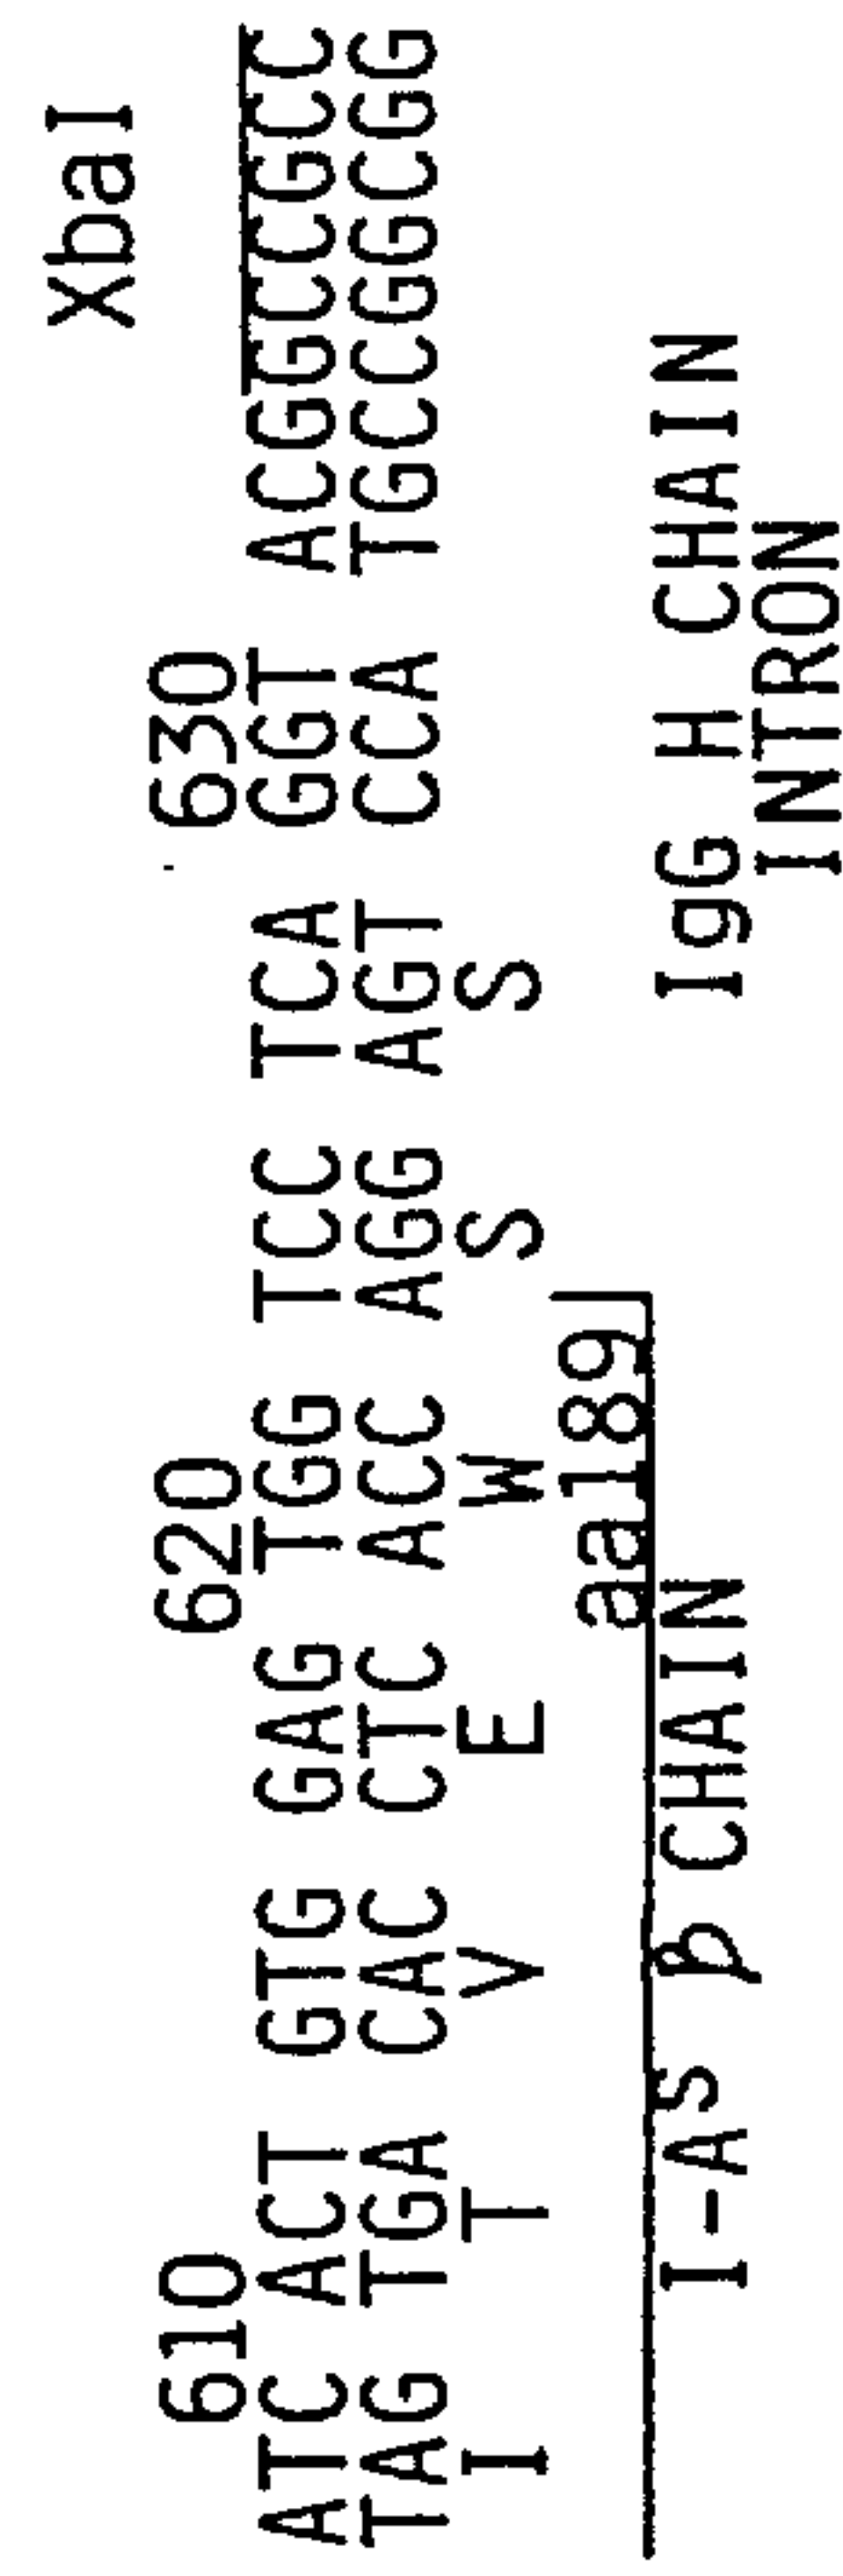 XbaI
610 620 630
ATC ACT GTG GAG TGG TCC TCA GGT ACGGCCGCC
TAG TGA CAC CTC ACC AGG AGT CCA TGCCGGCGG
I T V E W S S
aa189
I-As β CHAIN IgG H CHAIN
INTRON